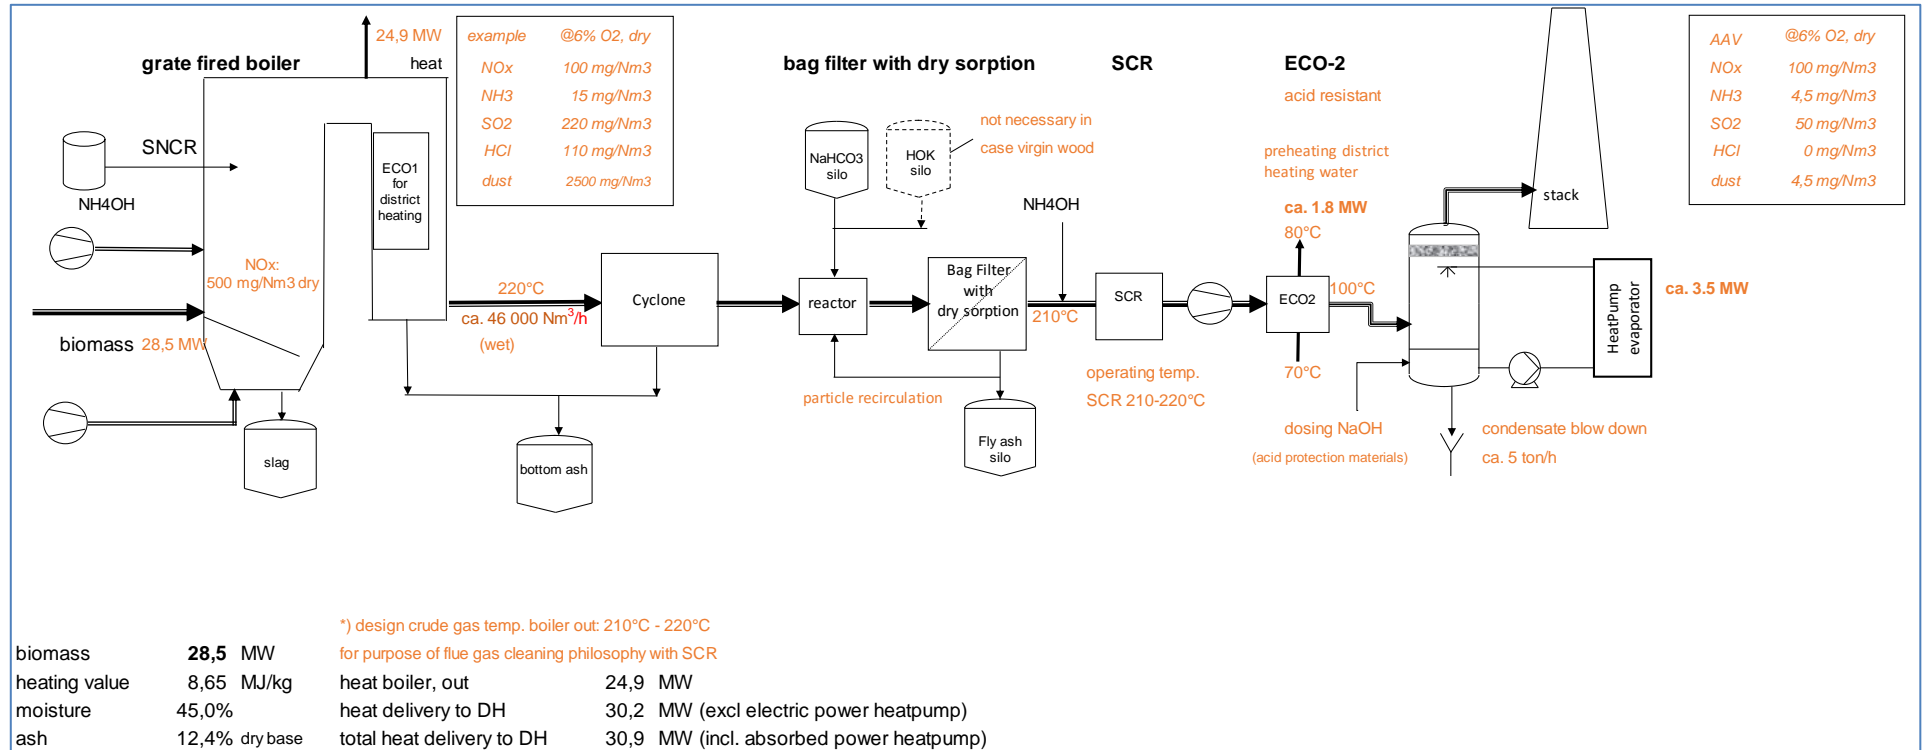 grate fired boiler
24,9 MW
heat
example @6% O2, dry
NOx 100 mg/Nm3
NH3 15 mg/Nm3
SO2 220 mg/Nm3
HCl 110 mg/Nm3
dust 2500 mg/Nm3
bag filter with dry sorption
SCR
ECO-2
acid resistant
AAV @6% O2, dry
NOx 100 mg/Nm3
NH3 4,5 mg/Nm3
SO2 50 mg/Nm3
HCl 0 mg/Nm3
dust 4,5 mg/Nm3
SNCR
NH4OH
ECO1
for
district
heating
NaHCO3
silo
HOK
silo
not necessary in
case virgin wood
preheating district
heating water
ca. 1.8 MW
80°C
NH4OH
stack
NOx:
500 mg/Nm3 dry
biomass 28,5 MW
220°C
ca. 46 000 Nm3/h
(wet)
Cyclone
reactor
Bag Filter
with
dry sorption
210°C
SCR
ECO2
100°C
70°C
HeatPump
evaporator
ca. 3.5 MW
particle recirculation
operating temp.
SCR 210-220°C
dosing NaOH
(acid protection materials)
condensate blow down
ca. 5 ton/h
slag
bottom ash
Fly ash
silo
*) design crude gas temp. boiler out: 210°C - 220°C
for purpose of flue gas cleaning philosophy with SCR
biomass 28,5 MW
heating value 8,65 MJ/kg
moisture 45,0%
ash 12,4% dry base
heat boiler, out 24,9 MW
heat delivery to DH 30,2 MW (excl electric power heatpump)
total heat delivery to DH 30,9 MW (incl. absorbed power heatpump)